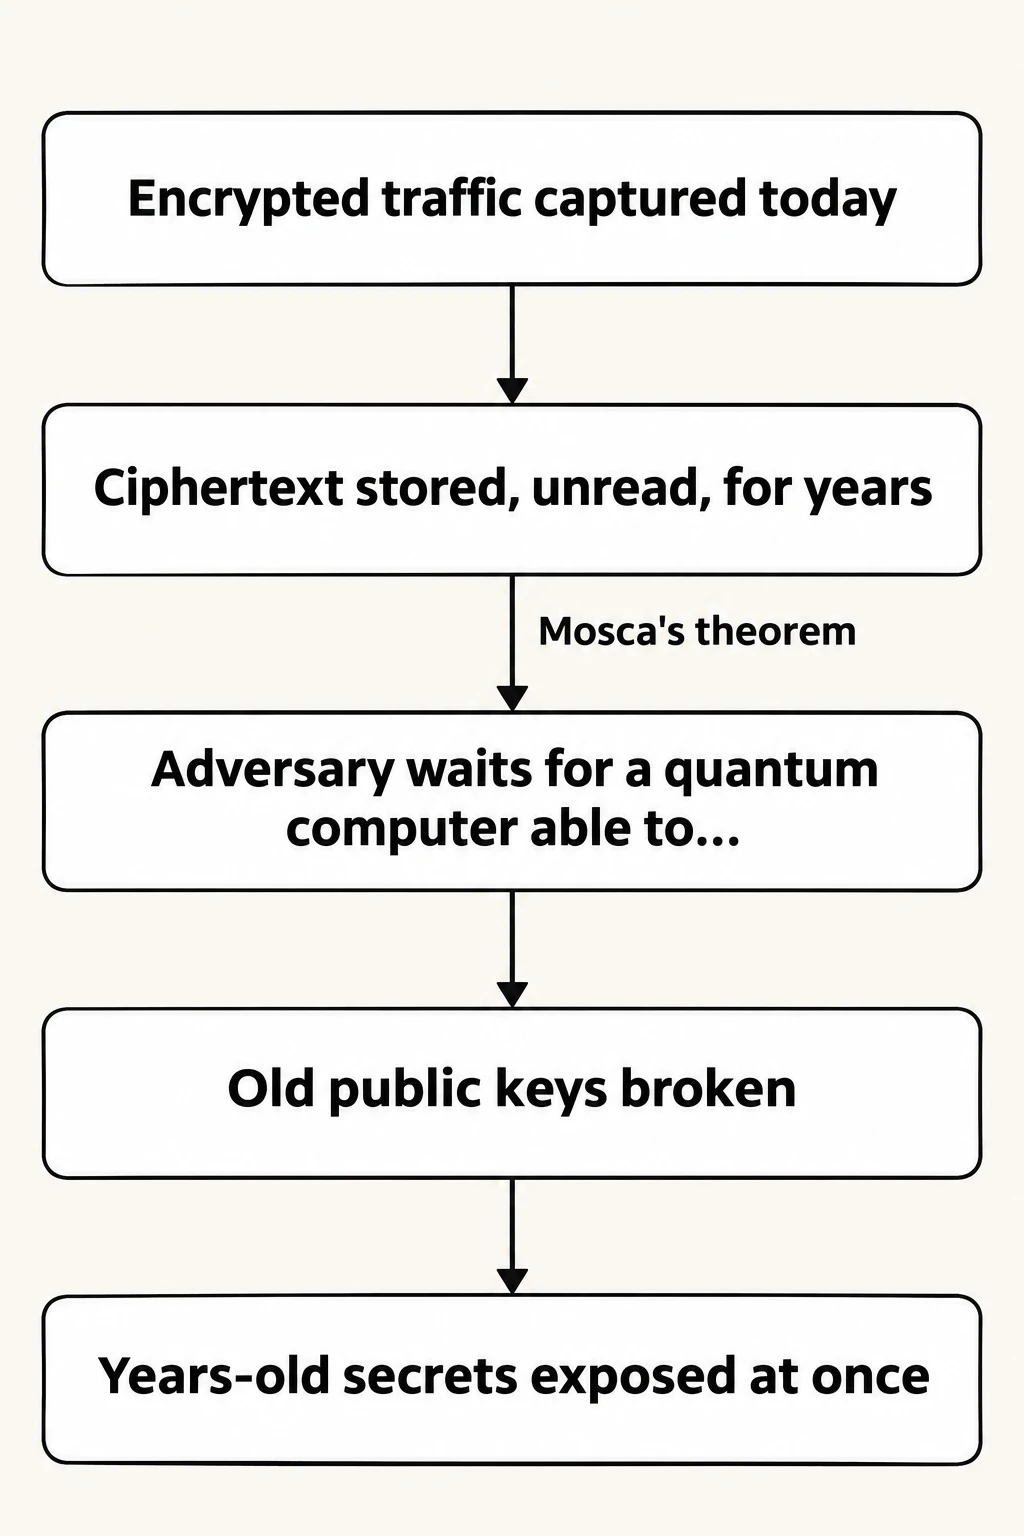 Encrypted traffic captured today
Ciphertext stored, unread, for years
Mosca's theorem
Adversary waits for a quantum
computer able to...
Old public keys broken
Years-old secrets exposed at once